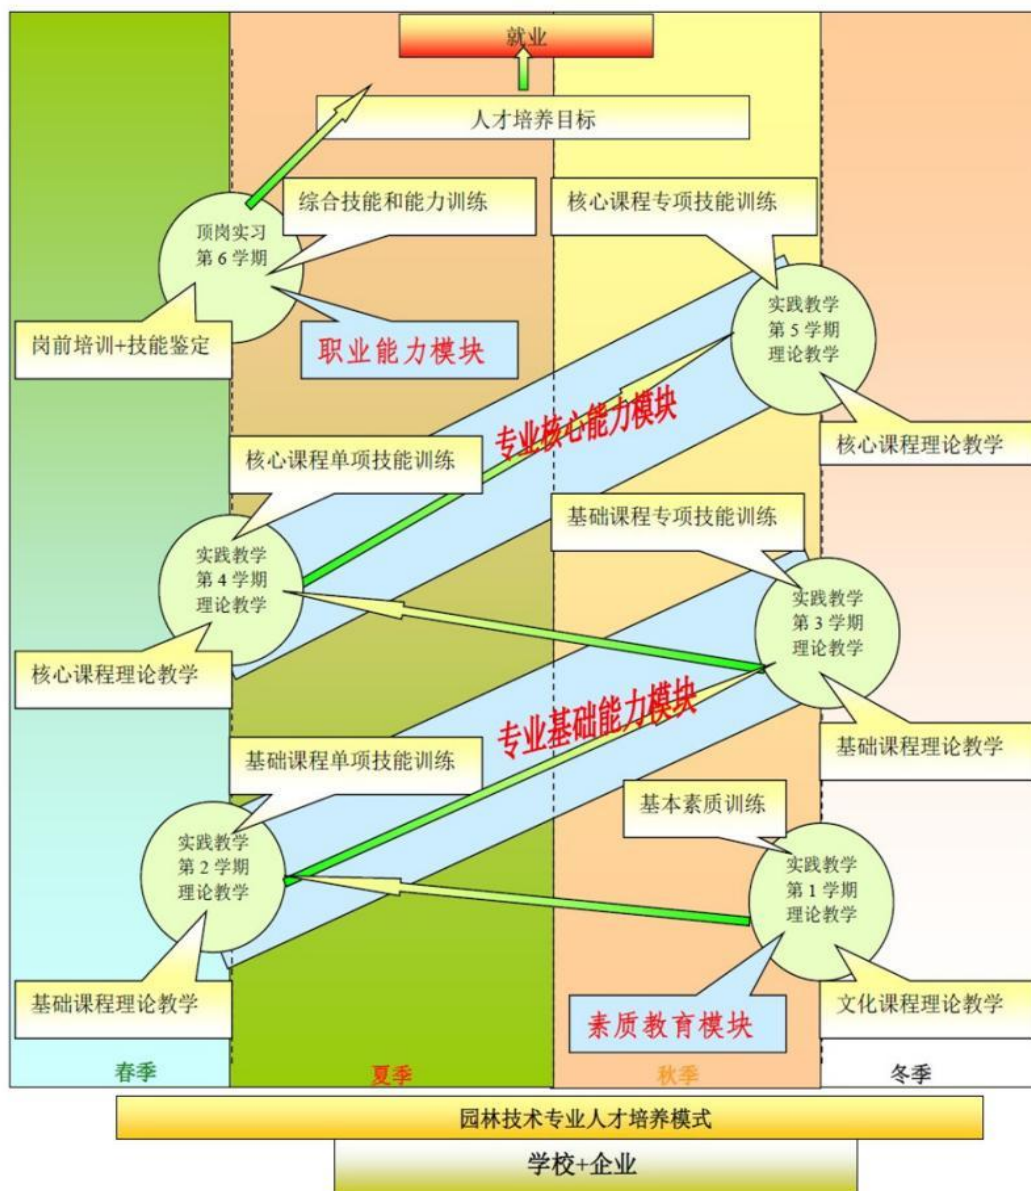 就业
人才培养目标
综合技能和能力训练
核心课程专项技能训练
顶岗实习
第 6 学期
实践教学
第 5 学期
理论教学
岗前培训+技能鉴定
职业能力模块
专业核心能力模块
核心课程单项技能训练
核心课程理论教学
基础课程专项技能训练
实践教学
第 4 学期
理论教学
实践教学
第 3 学期
理论教学
核心课程理论教学
专业基础能力模块
基础课程单项技能训练
基础课程理论教学
基本素质训练
实践教学
第 2 学期
理论教学
实践教学
第 1 学期
理论教学
基础课程理论教学
素质教育模块
文化课程理论教学
春季
夏季
秋季
冬季
园林技术专业人才培养模式
学校+企业